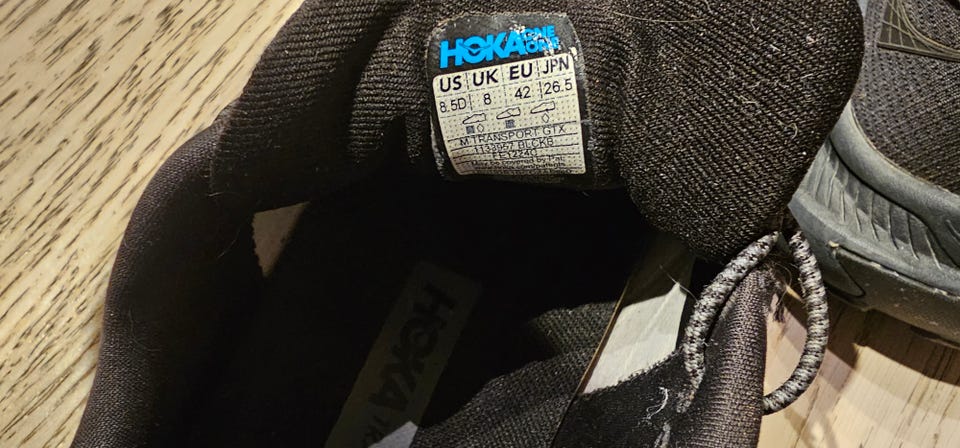 HOKA ONE ONE
US UK EU JPN
8.5D 8 42 26.5
M TRANSPORT GTX
1133957 BLCKB
HOKA